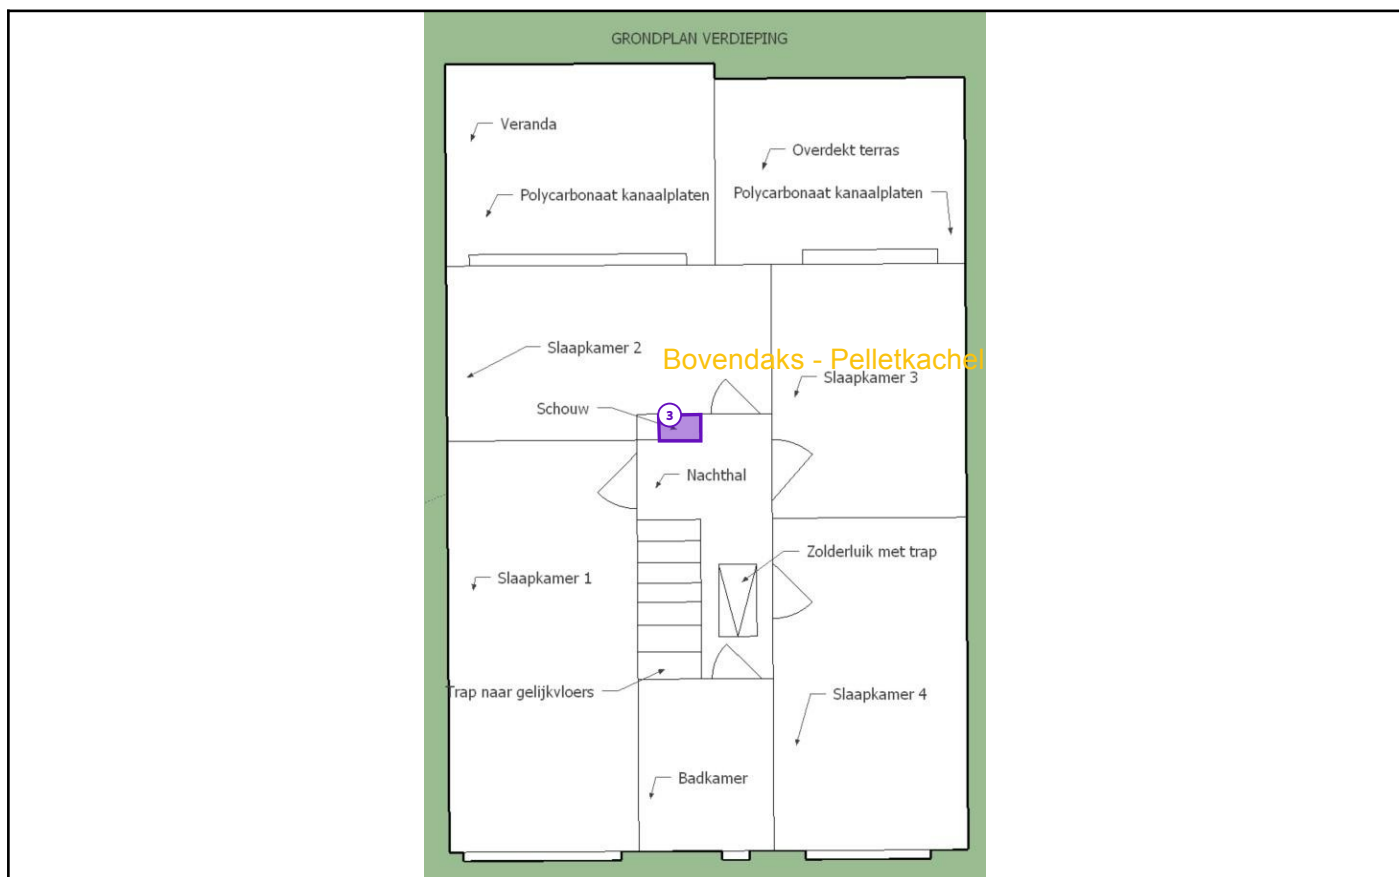 GRONDPLAN VERDIEPING
Veranda
Overdekt terras
Polycarbonaat kanaalplaten
Polycarbonaat kanaalplaten
Slaapkamer 2
Bovendaks - Pelletkachel
Slaapkamer 3
Schouw
3
Nachthal
Zolderluik met trap
Slaapkamer 1
Trap naar gelijkvloers
Slaapkamer 4
Badkamer